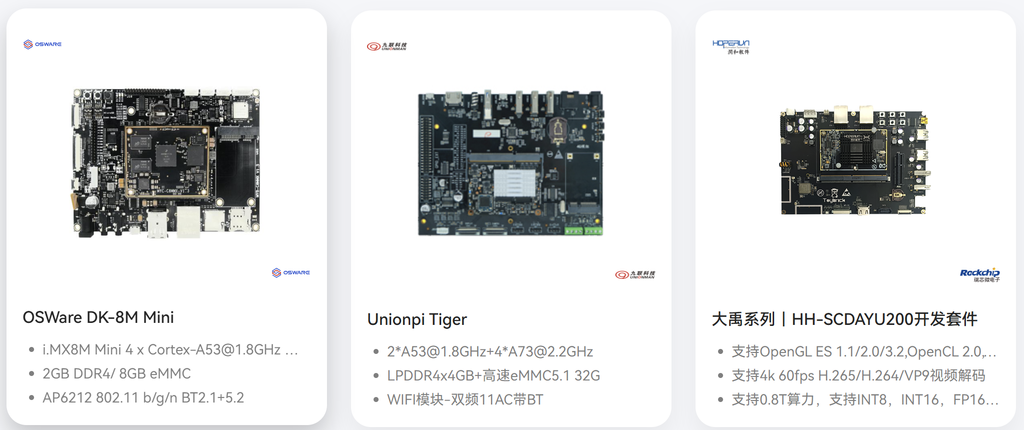 OSWARE
OSWARE
OSWare DK-8M Mini
i.MX8M Mini 4 x Cortex-A53@1.8GHz ...
2GB DDR4/ 8GB eMMC
AP6212 802.11 b/g/n BT2.1+5.2
九联科技
UNIONMAN
九联科技
UNIONMAN
Unionpi Tiger
2*A53@1.8GHz+4*A73@2.2GHz
LPDDR4x4GB+高速eMMC5.1 32G
WIFI模块-双频11AC带BT
HOPERUN
润和软件
Rockchip
瑞芯微电子
大禹系列丨HH-SCDAYU200开发套件
支持OpenGL ES 1.1/2.0/3.2,OpenCL 2.0,...
支持4k 60fps H.265/H.264/VP9视频解码
支持0.8T算力，支持INT8，INT16，FP16...